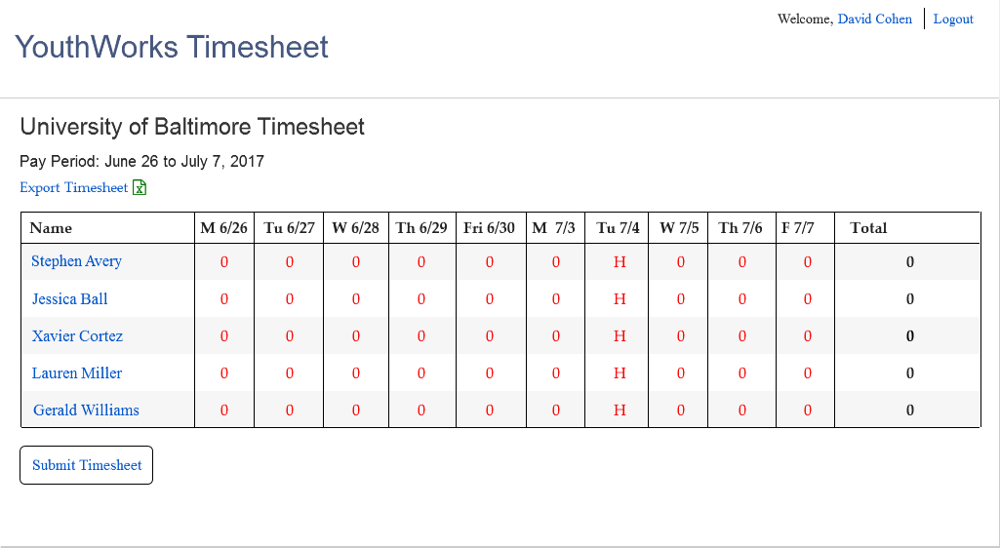 Welcome, David Cohen Logout
YouthWorks Timesheet
University of Baltimore Timesheet
Pay Period: June 26 to July 7, 2017
Export Timesheet
Name M 6/26 Tu 6/27 W 6/28 Th 6/29 Fri 6/30 M 7/3 Tu 7/4 W 7/5 Th 7/6 F 7/7 Total
Stephen Avery 0 0 0 0 0 0 H 0 0 0 0
Jessica Ball 0 0 0 0 0 0 H 0 0 0 0
Xavier Cortez 0 0 0 0 0 0 H 0 0 0 0
Lauren Miller 0 0 0 0 0 0 H 0 0 0 0
Gerald Williams 0 0 0 0 0 0 H 0 0 0 0
Submit Timesheet